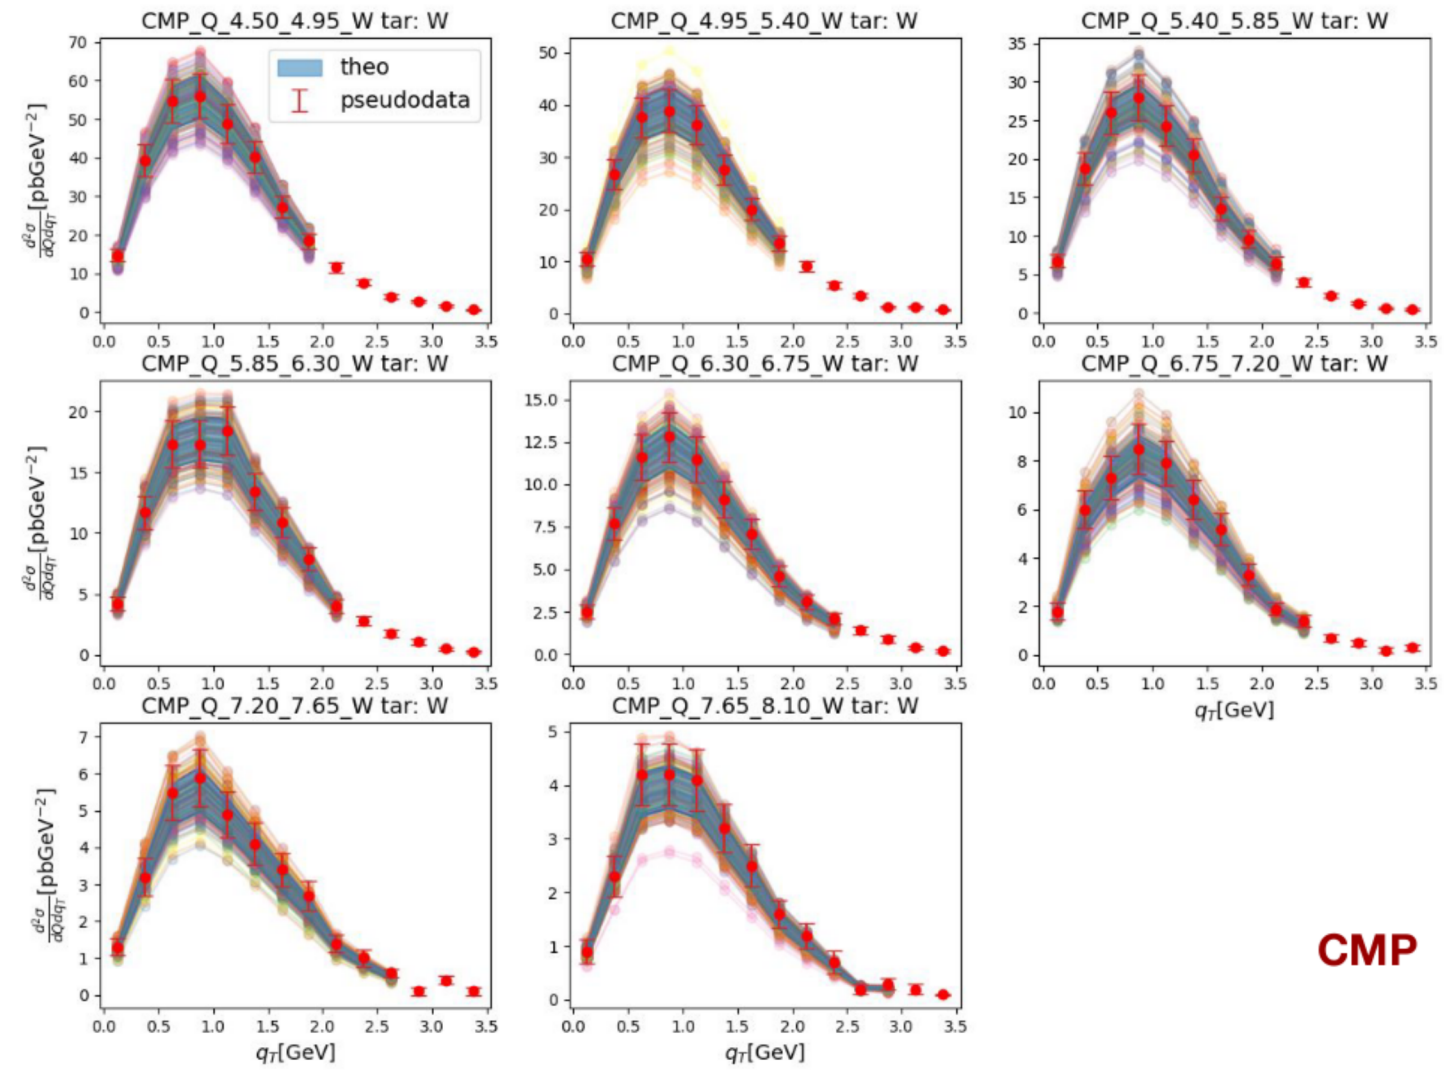 CMP_Q_4.50_4.95_W tar: W
CMP_Q_4.95_5.40_W tar: W
CMP_Q_5.40_5.85_W tar: W
theo
pseudodata
d²σ/dQdq_T [pbGeV⁻²]
70
60
50
40
30
20
10
0
50
40
30
20
10
0
35
30
25
20
15
10
5
0
0.0 0.5 1.0 1.5 2.0 2.5 3.0 3.5
0.0 0.5 1.0 1.5 2.0 2.5 3.0 3.5
0.0 0.5 1.0 1.5 2.0 2.5 3.0 3.5
CMP_Q_5.85_6.30_W tar: W
CMP_Q_6.30_6.75_W tar: W
CMP_Q_6.75_7.20_W tar: W
d²σ/dQdq_T [pbGeV⁻²]
20
15
10
5
0
15.0
12.5
10.0
7.5
5.0
2.5
0.0
10
8
6
4
2
0
0.0 0.5 1.0 1.5 2.0 2.5 3.0 3.5
0.0 0.5 1.0 1.5 2.0 2.5 3.0 3.5
0.0 0.5 1.0 1.5 2.0 2.5 3.0 3.5
q_T[GeV]
CMP_Q_7.20_7.65_W tar: W
CMP_Q_7.65_8.10_W tar: W
d²σ/dQdq_T [pbGeV⁻²]
7
6
5
4
3
2
1
0
5
4
3
2
1
0
0.0 0.5 1.0 1.5 2.0 2.5 3.0 3.5
0.0 0.5 1.0 1.5 2.0 2.5 3.0 3.5
q_T[GeV]
q_T[GeV]
CMP